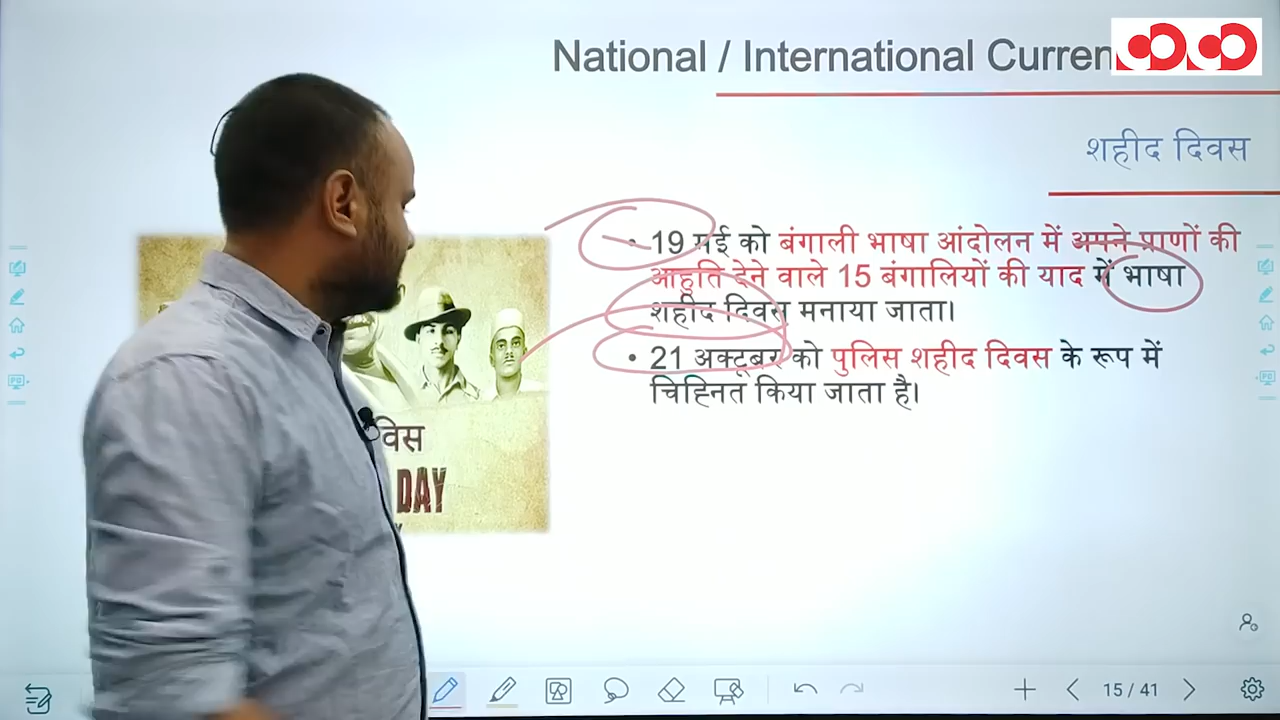 National / International Curren
शहीद दिवस
• 19 मई को बंगाली भाषा आंदोलन में अपने प्राणों की
आहुति देने वाले 15 बंगालियों की याद में भाषा
शहीद दिवस मनाया जाता।
• 21 अक्टूबर को पुलिस शहीद दिवस के रूप में
चिह्नित किया जाता है।
DAY
15 / 41